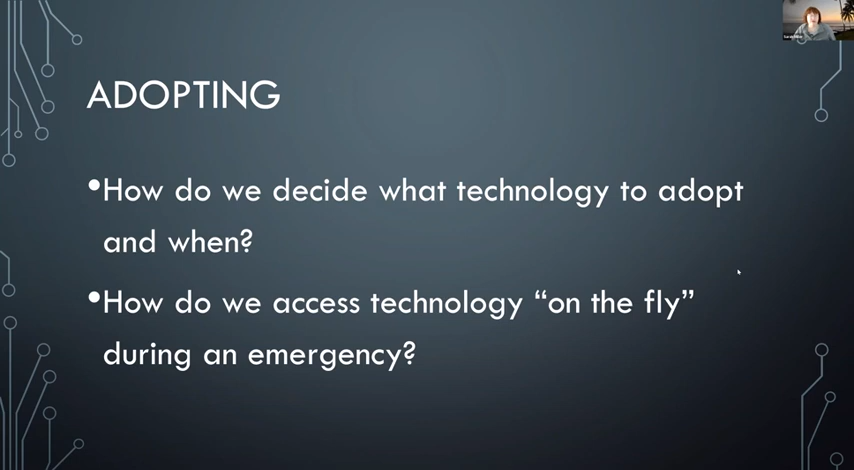 ADOPTING
•How do we decide what technology to adopt
and when?
•How do we access technology “on the fly”
during an emergency?